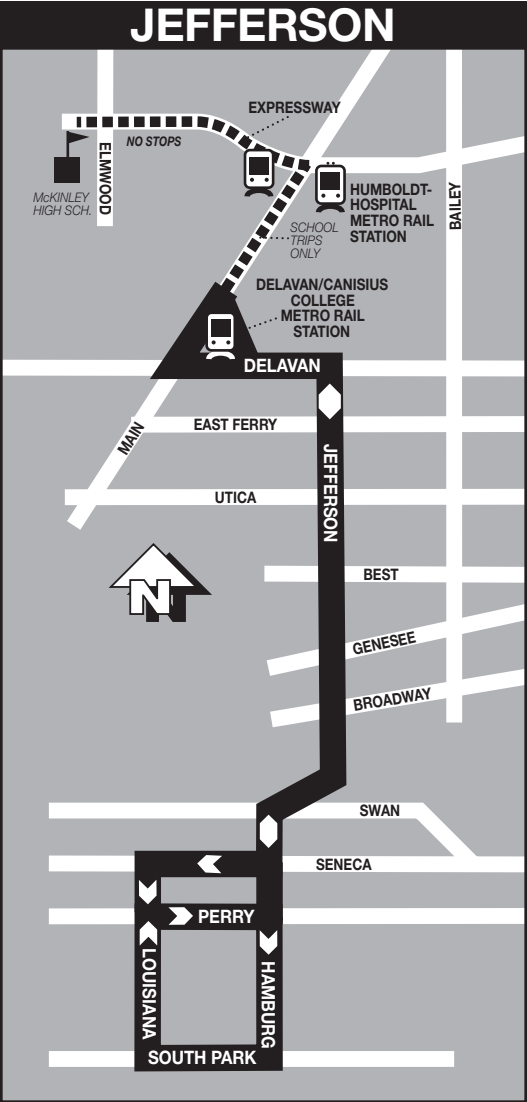 JEFFERSON
EXPRESSWAY
NO STOPS
ELMWOOD
McKINLEY
HIGH SCH.
HUMBOLDT-
HOSPITAL
METRO RAIL
STATION
BAILEY
SCHOOL
TRIPS
ONLY
DELAVAN/CANISIUS
COLLEGE
METRO RAIL
STATION
DELAVAN
MAIN
EAST FERRY
JEFFERSON
UTICA
N
BEST
GENESEE
BROADWAY
SWAN
SENECA
PERRY
LOUISIANA
HAMBURG
SOUTH PARK